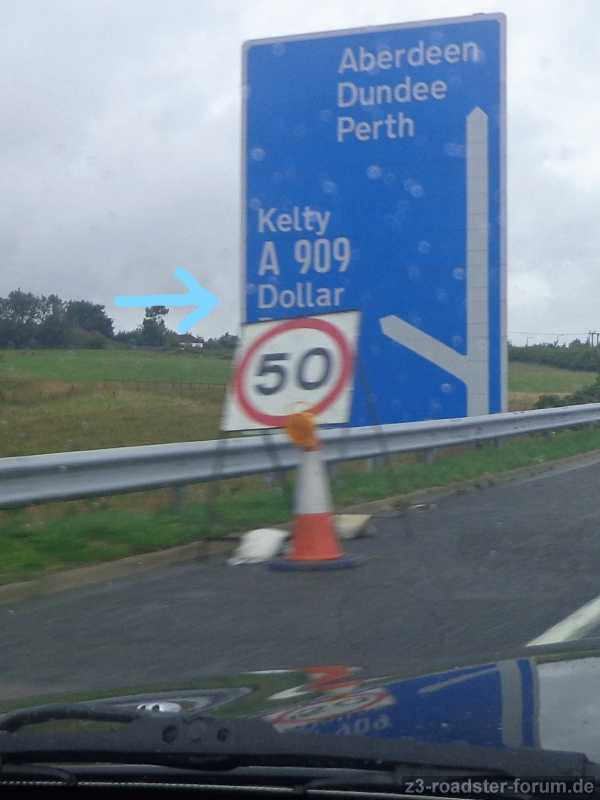 Aberdeen
Dundee
Perth
Kelty
A 909
Dollar
50
z3-roadster-forum.de